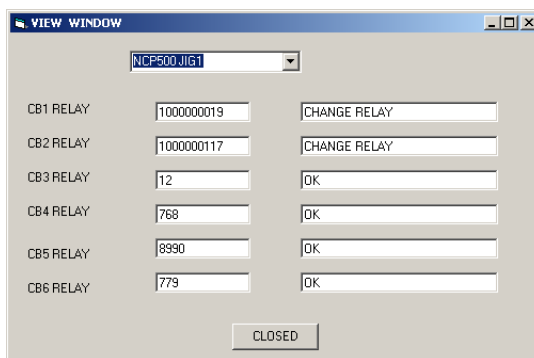 VIEW WINDOW
NCP500 JIG1
CB1 RELAY 1000000019 CHANGE RELAY
CB2 RELAY 1000000117 CHANGE RELAY
CB3 RELAY 12 OK
CB4 RELAY 768 OK
CB5 RELAY 8990 OK
CB6 RELAY 779 OK
CLOSED